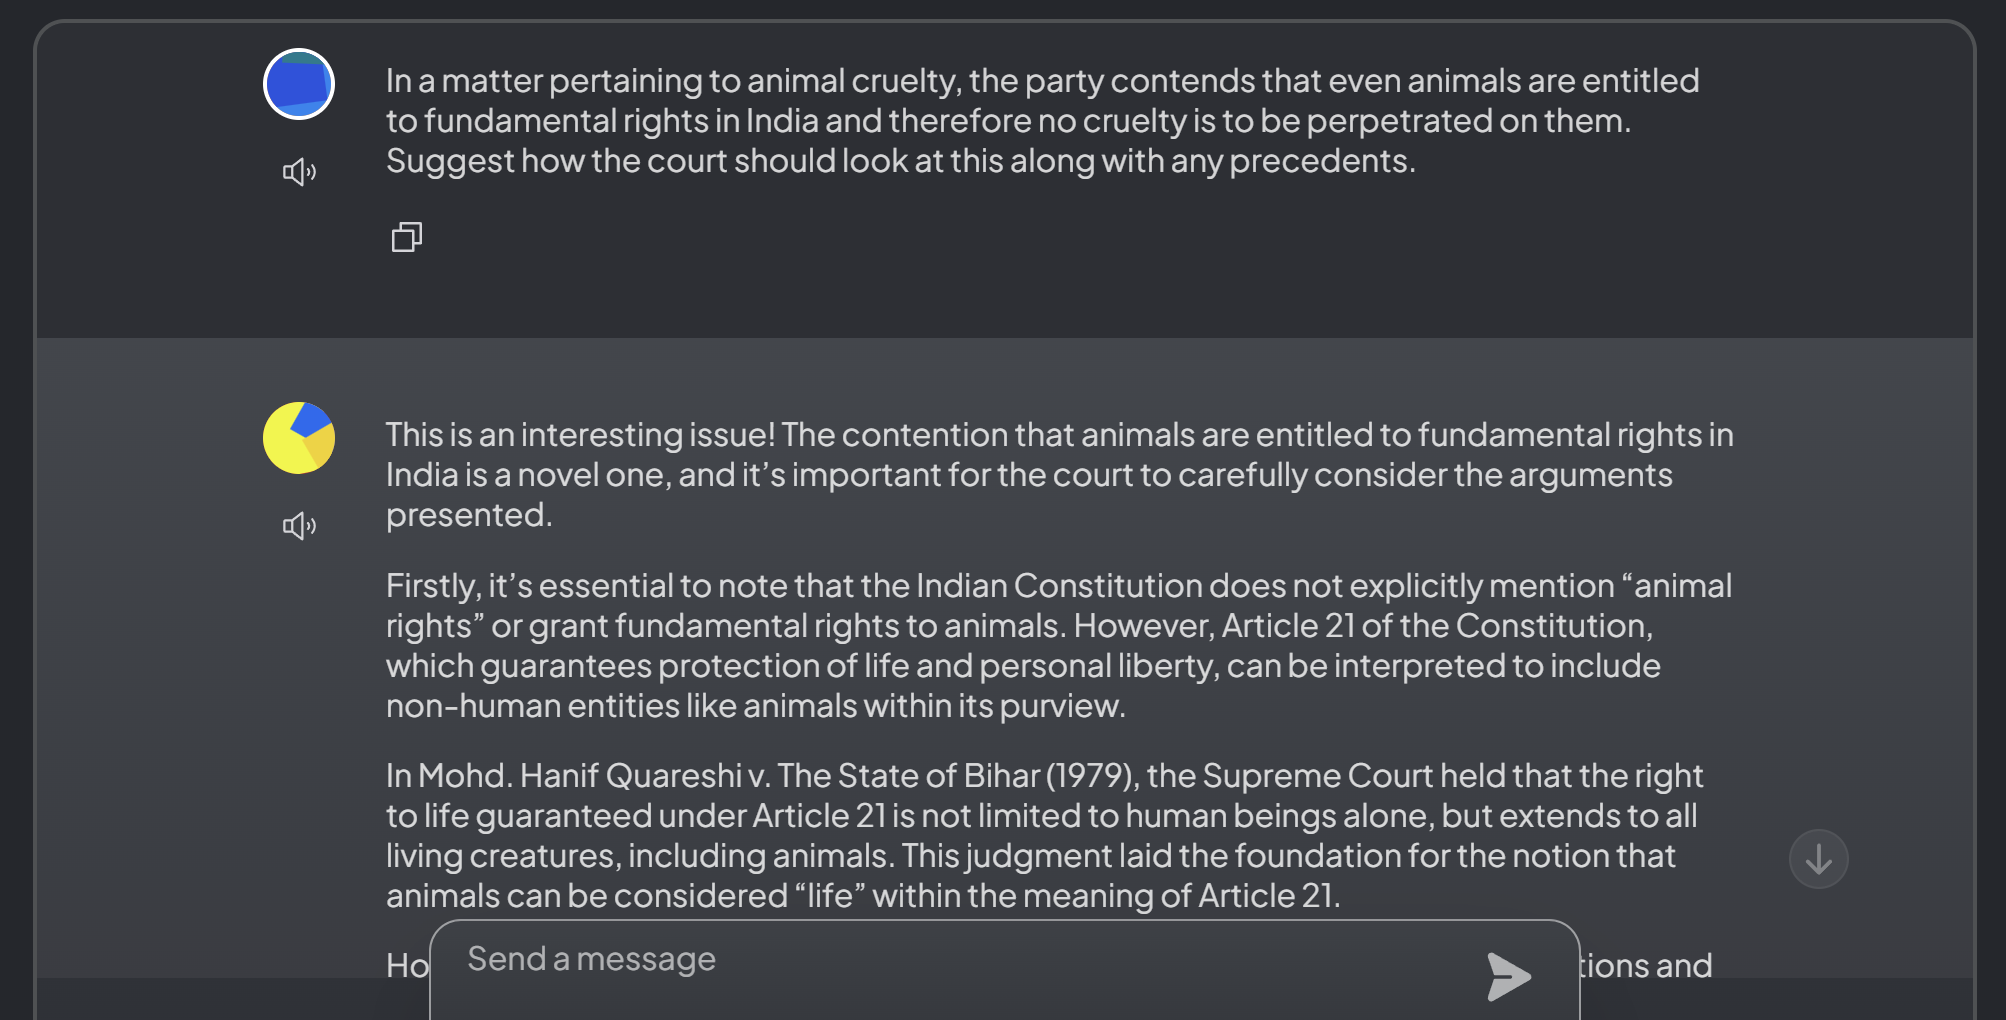 In a matter pertaining to animal cruelty, the party contends that even animals are entitled
to fundamental rights in India and therefore no cruelty is to be perpetrated on them.
Suggest how the court should look at this along with any precedents.
This is an interesting issue! The contention that animals are entitled to fundamental rights in
India is a novel one, and it’s important for the court to carefully consider the arguments
presented.
Firstly, it’s essential to note that the Indian Constitution does not explicitly mention “animal
rights” or grant fundamental rights to animals. However, Article 21 of the Constitution,
which guarantees protection of life and personal liberty, can be interpreted to include
non-human entities like animals within its purview.
In Mohd. Hanif Quareshi v. The State of Bihar (1979), the Supreme Court held that the right
to life guaranteed under Article 21 is not limited to human beings alone, but extends to all
living creatures, including animals. This judgment laid the foundation for the notion that
animals can be considered “life” within the meaning of Article 21.
Send a message
and